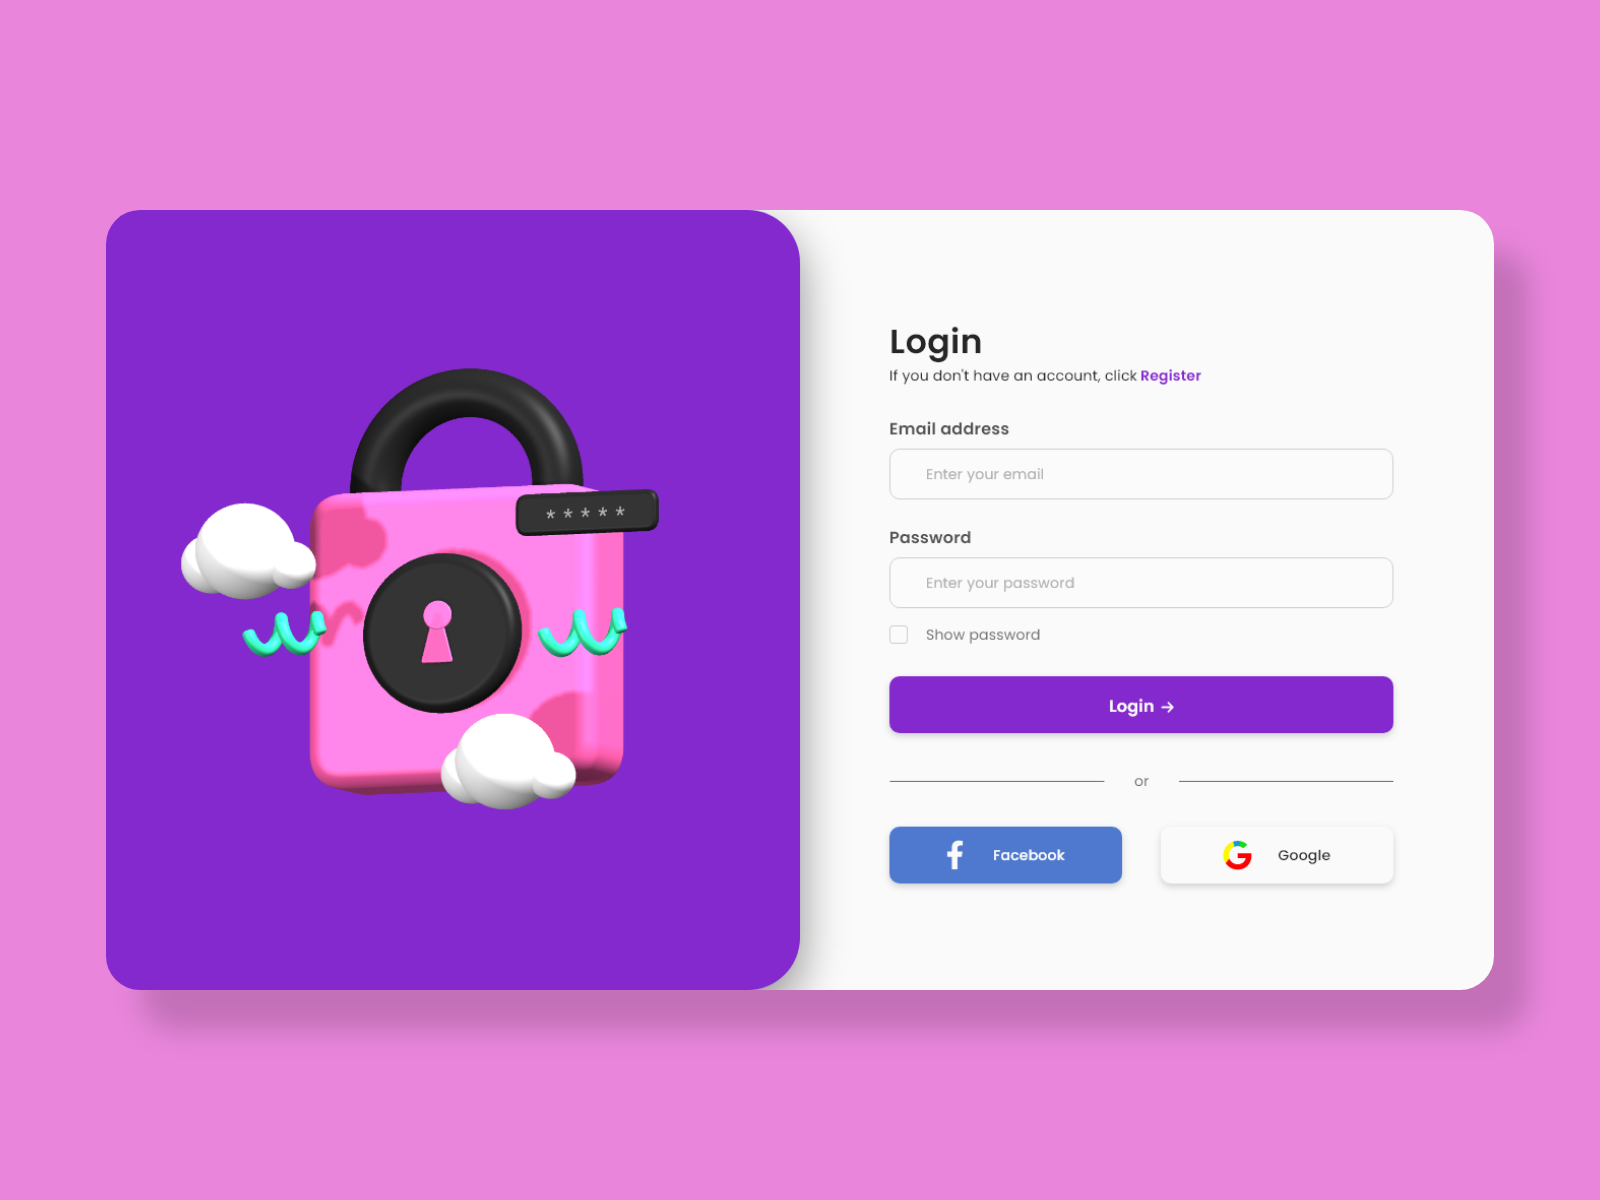 Login
If you don't have an account, click Register
Email address
Enter your email
* * * * *
Password
Enter your password
Show password
Login →
or
Facebook
Google